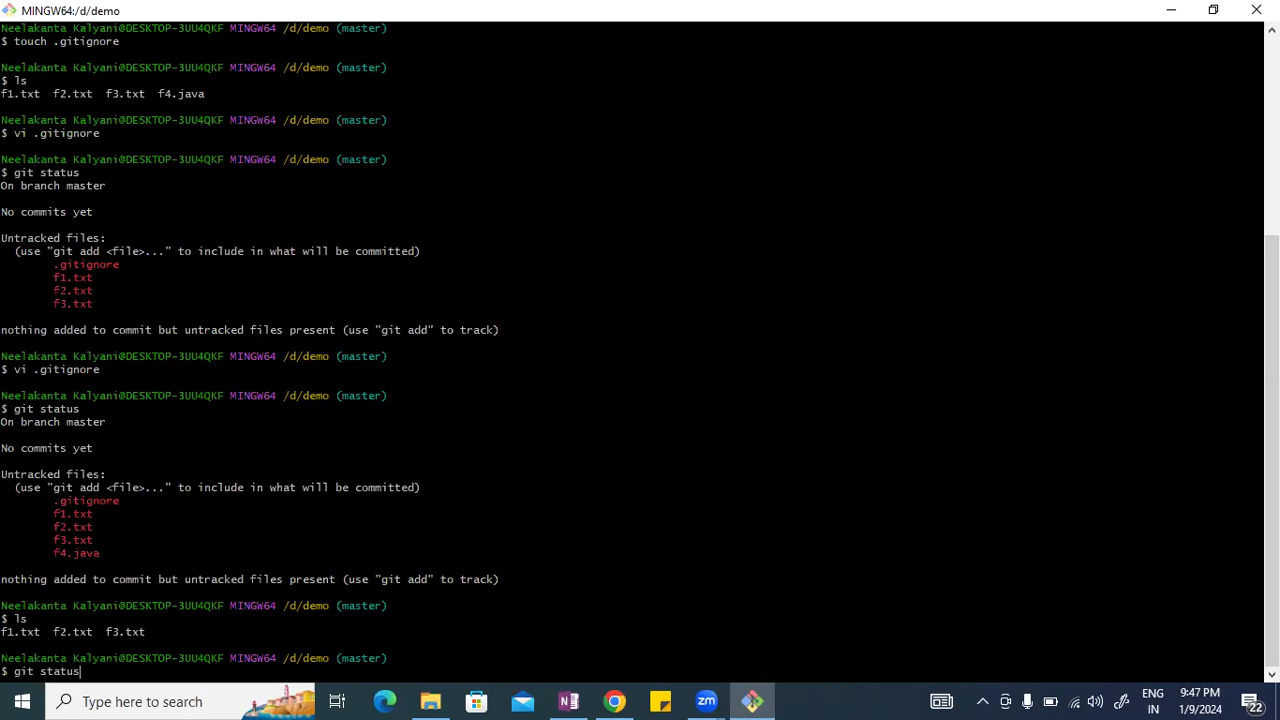 MINGW64:/d/demo
Neelakanta Kalyani@DESKTOP-3UU4QKF MINGW64 /d/demo (master)
$ touch .gitignore
Neelakanta Kalyani@DESKTOP-3UU4QKF MINGW64 /d/demo (master)
$ ls
f1.txt  f2.txt  f3.txt  f4.java
Neelakanta Kalyani@DESKTOP-3UU4QKF MINGW64 /d/demo (master)
$ vi .gitignore
Neelakanta Kalyani@DESKTOP-3UU4QKF MINGW64 /d/demo (master)
$ git status
On branch master
No commits yet
Untracked files:
  (use "git add <file>..." to include in what will be committed)
        .gitignore
        f1.txt
        f2.txt
        f3.txt
nothing added to commit but untracked files present (use "git add" to track)
Neelakanta Kalyani@DESKTOP-3UU4QKF MINGW64 /d/demo (master)
$ vi .gitignore
Neelakanta Kalyani@DESKTOP-3UU4QKF MINGW64 /d/demo (master)
$ git status
On branch master
No commits yet
Untracked files:
  (use "git add <file>..." to include in what will be committed)
        .gitignore
        f1.txt
        f2.txt
        f3.txt
        f4.java
nothing added to commit but untracked files present (use "git add" to track)
Neelakanta Kalyani@DESKTOP-3UU4QKF MINGW64 /d/demo (master)
$ ls
f1.txt  f2.txt  f3.txt
Neelakanta Kalyani@DESKTOP-3UU4QKF MINGW64 /d/demo (master)
$ git status
Type here to search
zm
ENG
IN
9:47 PM
1/9/2024
22